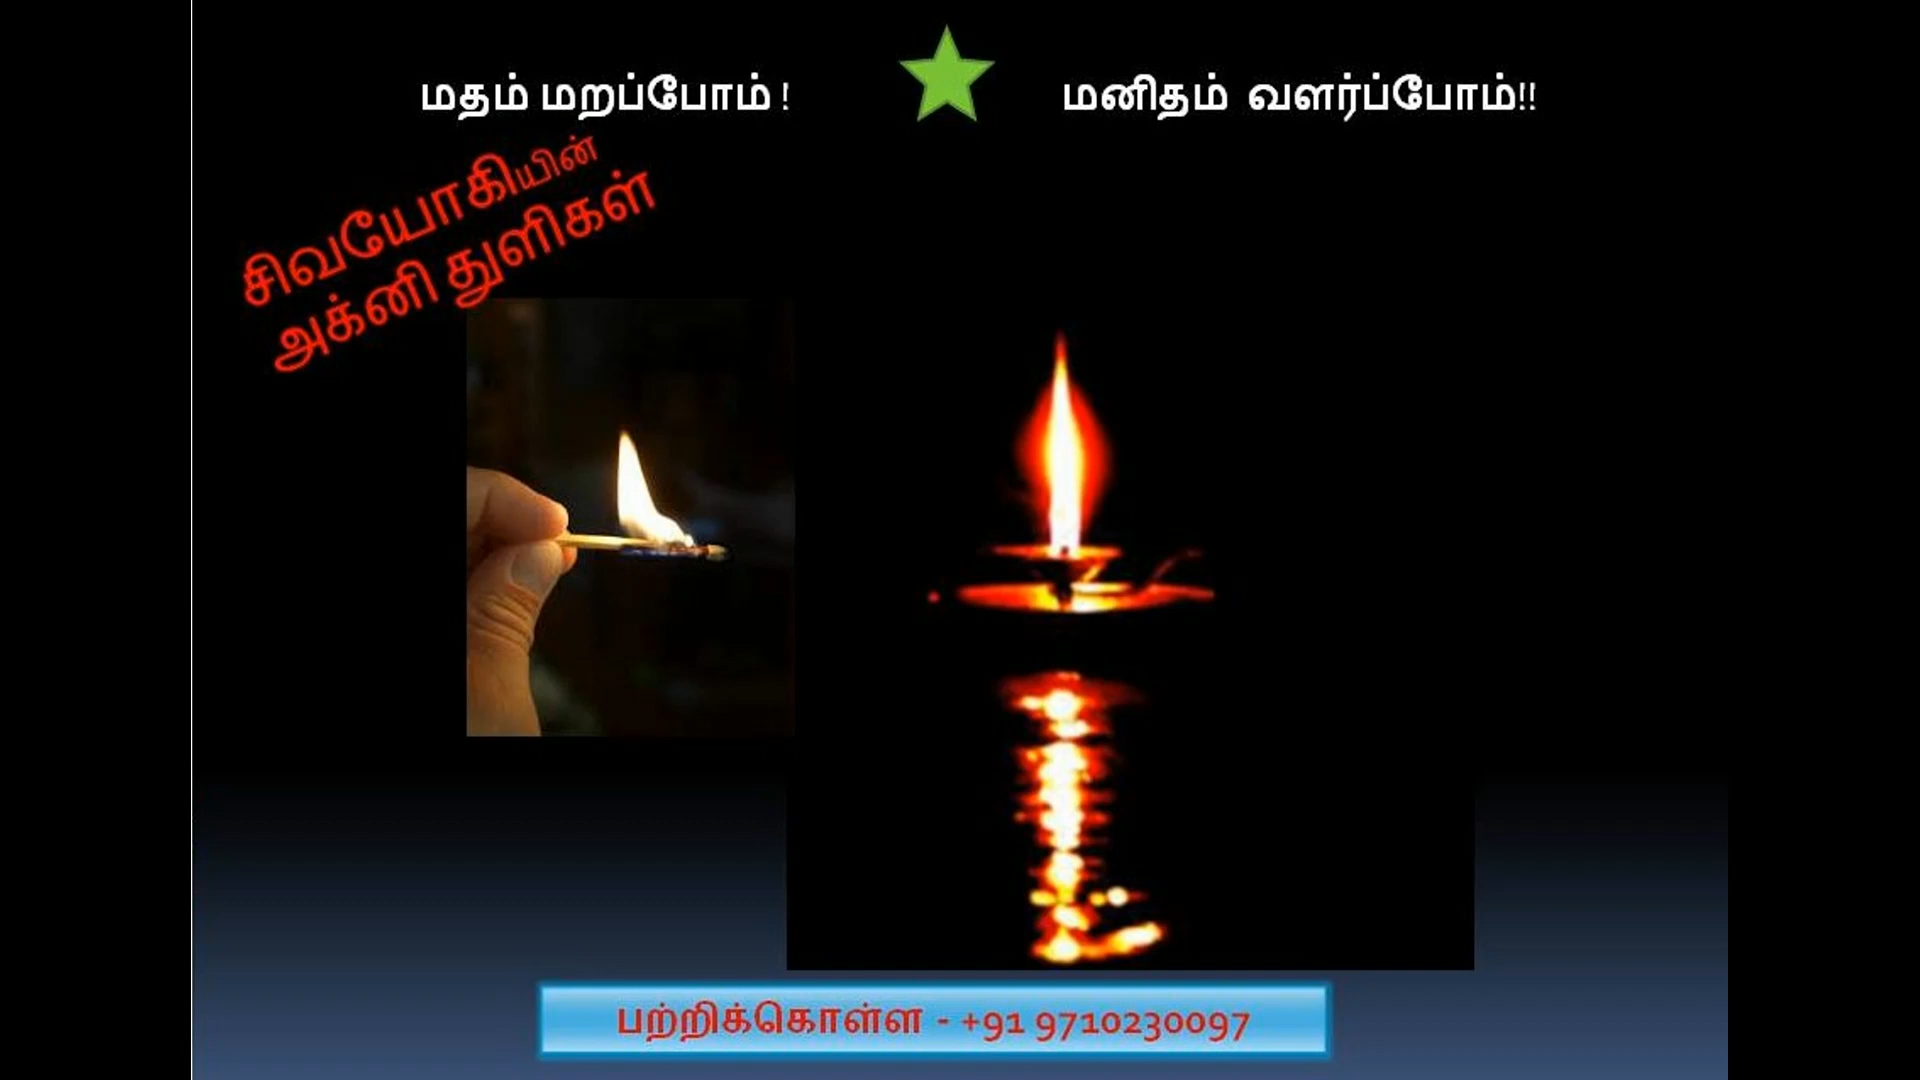 மதம் மறப்போம் ! மனிதம் வளர்ப்போம்!!
சிவயோகியின்
அக்னி துளிகள்
பற்றிக்கொள்ள - +91 9710230097